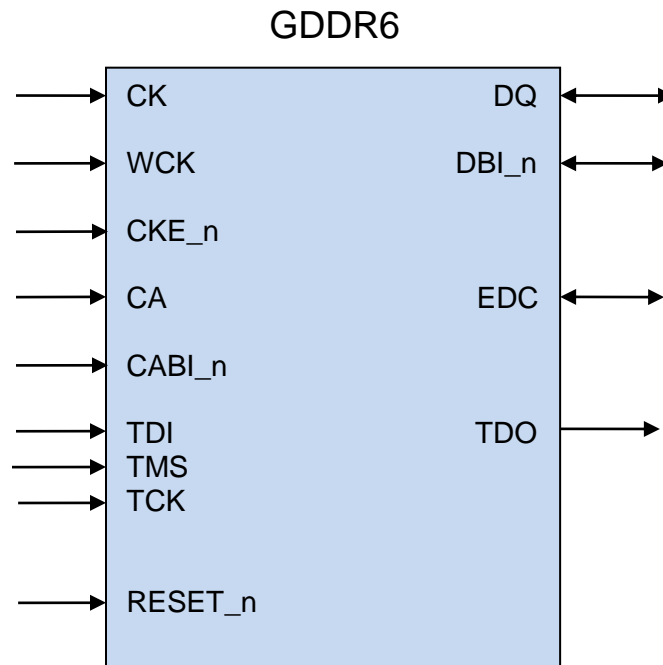 GDDR6
CK DQ
WCK DBI_n
CKE_n
CA EDC
CABI_n
TDI TDO
TMS
TCK
RESET_n